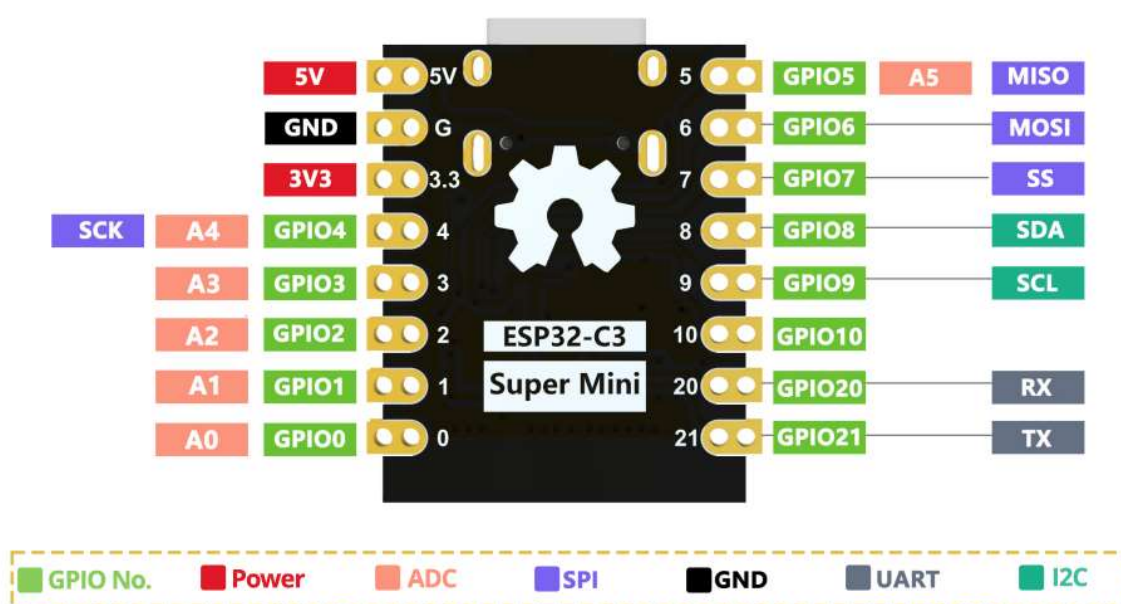 5V 5V 5 GPIO5 A5 MISO
GND G 6 GPIO6 MOSI
3V3 3.3 7 GPIO7 SS
SCK A4 GPIO4 4 8 GPIO8 SDA
A3 GPIO3 3 9 GPIO9 SCL
A2 GPIO2 2 ESP32-C3 10 GPIO10
A1 GPIO1 1 Super Mini 20 GPIO20 RX
A0 GPIO0 0 21 GPIO21 TX
GPIO No. Power ADC SPI GND UART I2C